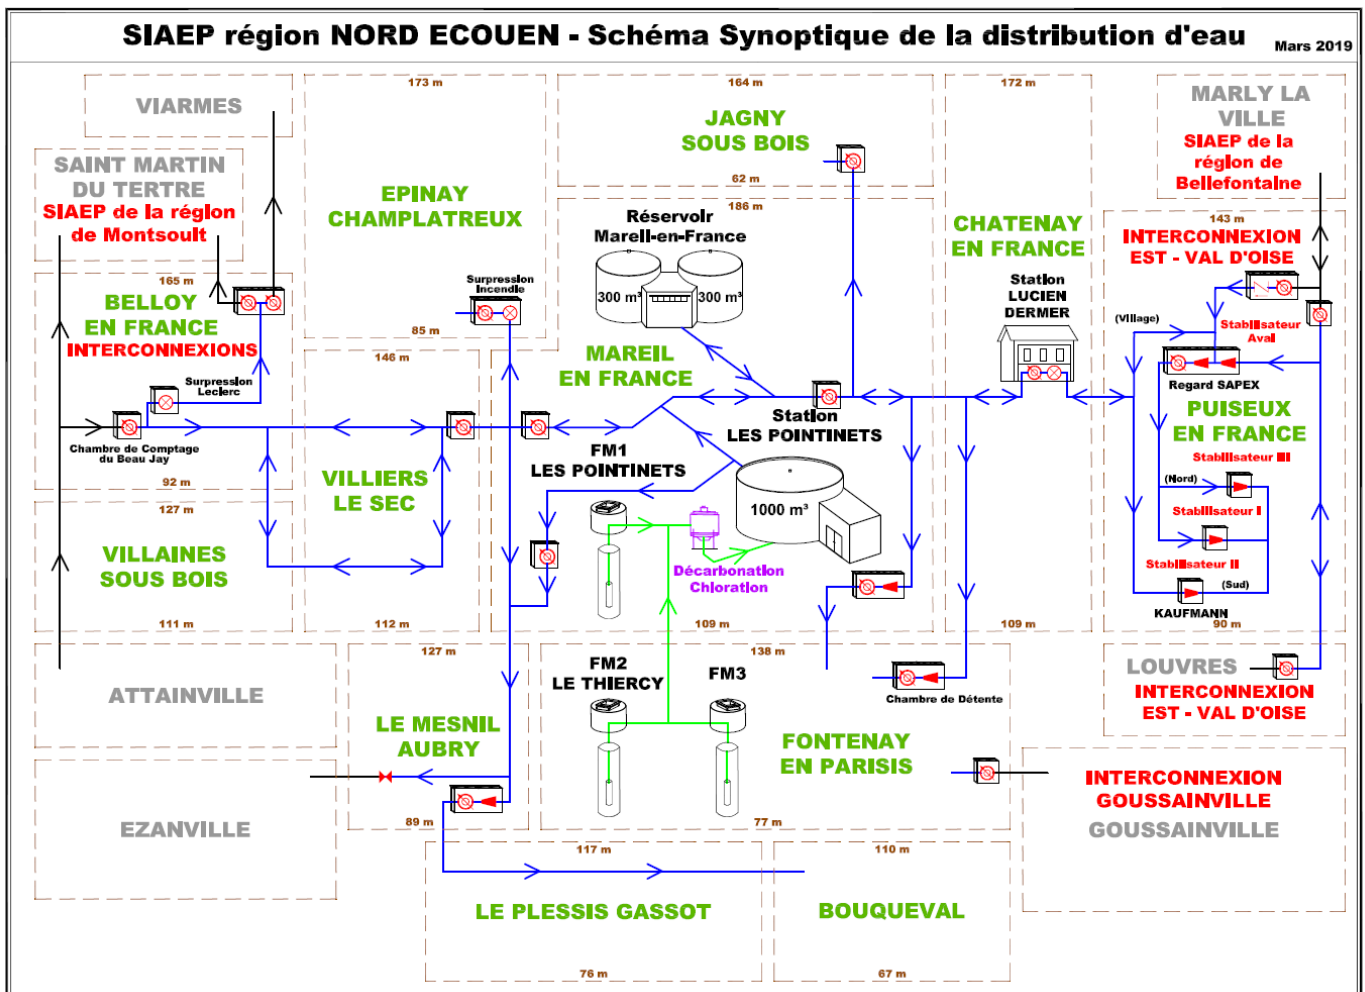 SIAEP région NORD ECOUEN - Schéma Synoptique de la distribution d'eau
Mars 2019
VIARMES
SAINT MARTIN
DU TERTRE
SIAEP de la région
de Montsoult
165 m
BELLOY
EN FRANCE
INTERCONNEXIONS
Surpression
Leclerc
Chambre de Comptage
du Beau Jay
92 m
127 m
VILLAINES
SOUS BOIS
111 m
ATTAINVILLE
EZANVILLE
173 m
EPINAY
CHAMPLATREUX
Surpression
Incendie
85 m
146 m
VILLIERS
LE SEC
112 m
127 m
LE MESNIL
AUBRY
89 m
164 m
JAGNY
SOUS BOIS
62 m
186 m
Réservoir
Mareil-en-France
300 m³
300 m³
MAREIL
EN FRANCE
Station
LES POINTINETS
FM1
LES POINTINETS
1000 m³
Décarbonation
Chloration
109 m
138 m
FM2
LE THIERCY
FM3
Chambre de Détente
FONTENAY
EN PARISIS
77 m
117 m
LE PLESSIS GASSOT
76 m
110 m
BOUQUEVAL
67 m
172 m
CHATENAY
EN FRANCE
Station
LUCIEN
DERMER
109 m
MARLY LA
VILLE
SIAEP de la
région de
Bellefontaine
143 m
INTERCONNEXION
EST - VAL D'OISE
(Village)
Stabilisateur
Aval
Regard SAPEX
PUISEUX
EN FRANCE
Stabilisateur III
(Nord)
Stabilisateur I
Stabilisateur II
(Sud)
KAUFMANN
90 m
LOUVRES
INTERCONNEXION
EST - VAL D'OISE
INTERCONNEXION
GOUSSAINVILLE
GOUSSAINVILLE